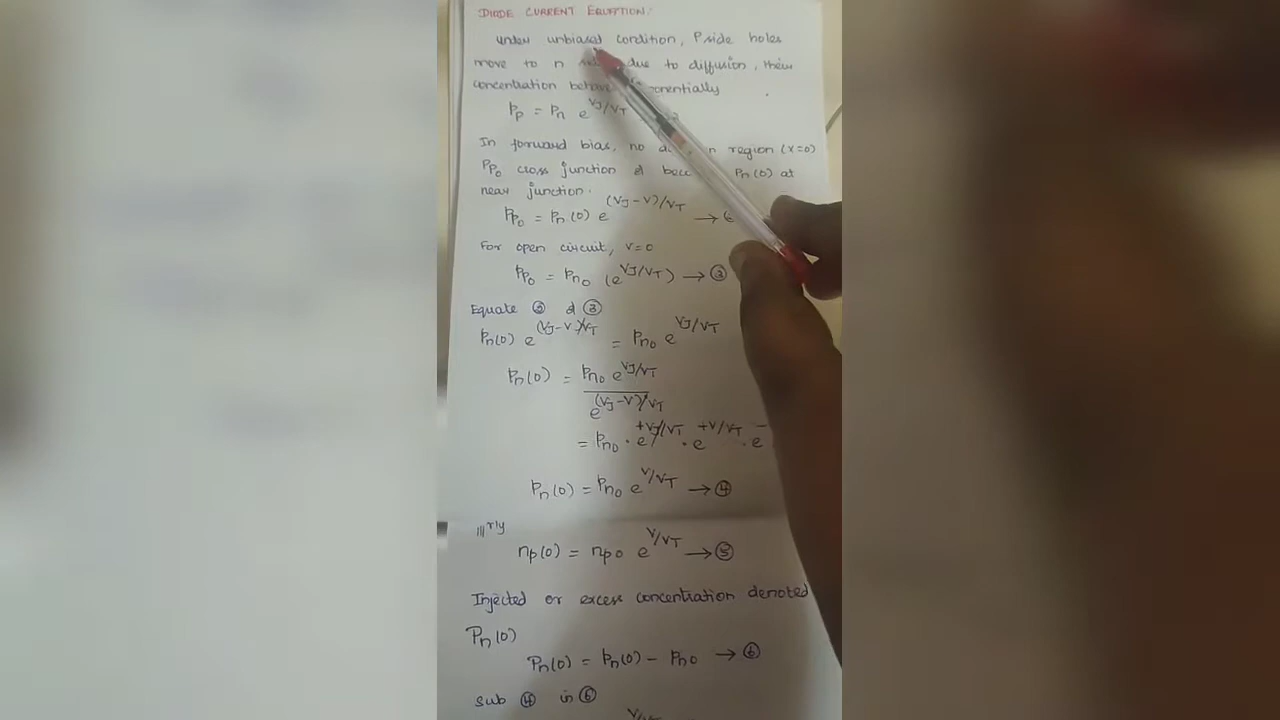 DIODE CURRENT EQUATION:
under unbiased condition, P side holes
move to n due to diffusion, their
concentration
Pp = Pn e^VJ/VT
In forward bias, no region (x=0)
Pp0 cross junction & Pn(0) at
near junction.
Pp0 = Pn(0) e^(VJ-V)/VT →
For open circuit, V=0
Pp0 = Pn0 (e^VJ/VT) → ③
Equate ② & ③
Pn(0) e^(VJ-V)/VT = Pn0 e^VJ/VT
Pn(0) = Pn0 e^VJ/VT
e^(VJ-V)/VT
= Pn0 . e^+VJ/VT . e^+V/VT . e^-
Pn(0) = Pn0 e^V/VT → ④
|||rly
np(0) = np0 e^V/VT → ⑤
Injected or excess concentration denoted
Pn(0)
Pn(0) = Pn(0) - Pn0 → ⑥
sub ④ in ⑥